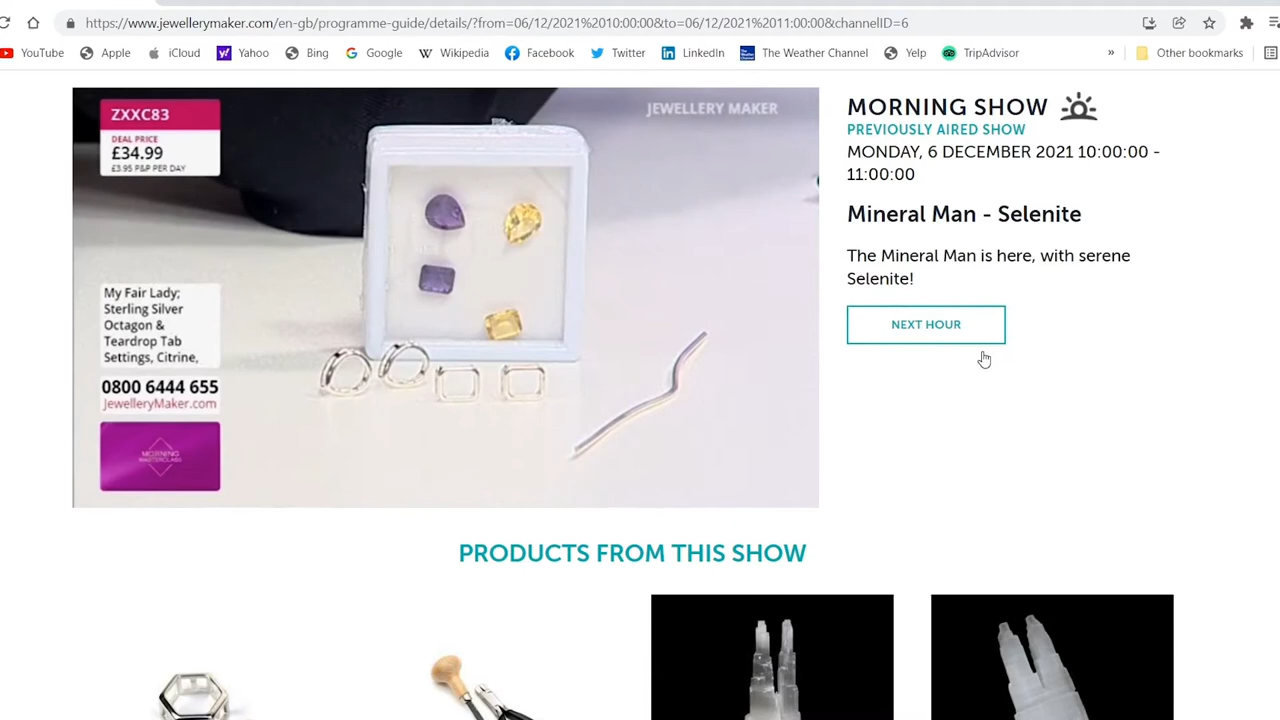 https://www.jewellerymaker.com/en-gb/programme-guide/details/?from=06/12/2021%2010:00:00&to=06/12/2021%2011:00:00&channelID=6
YouTube Apple iCloud Yahoo Bing Google Wikipedia Facebook Twitter LinkedIn The Weather Channel Yelp TripAdvisor » Other bookmarks
ZXXC83
DEAL PRICE
£34.99
£3.95 P&P PER DAY
JEWELLERY MAKER
My Fair Lady;
Sterling Silver
Octagon &
Teardrop Tab
Settings, Citrine,
0800 6444 655
JewelleryMaker.com
MORNING
MASTERCLASS
MORNING SHOW
PREVIOUSLY AIRED SHOW
MONDAY, 6 DECEMBER 2021 10:00:00 -
11:00:00
Mineral Man - Selenite
The Mineral Man is here, with serene
Selenite!
NEXT HOUR
PRODUCTS FROM THIS SHOW